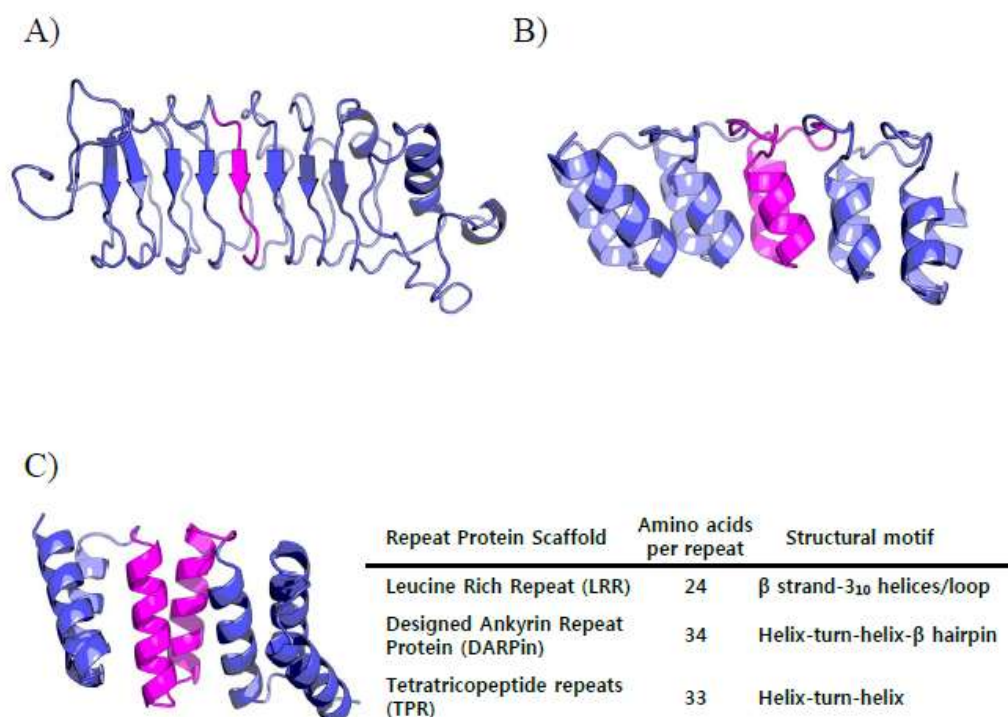 A)
B)
C)
Repeat Protein Scaffold Amino acids per repeat Structural motif
Leucine Rich Repeat (LRR) 24 β strand-3₁₀ helices/loop
Designed Ankyrin Repeat
Protein (DARPin) 34 Helix-turn-helix-β hairpin
Tetratricopeptide repeats
(TPR) 33 Helix-turn-helix